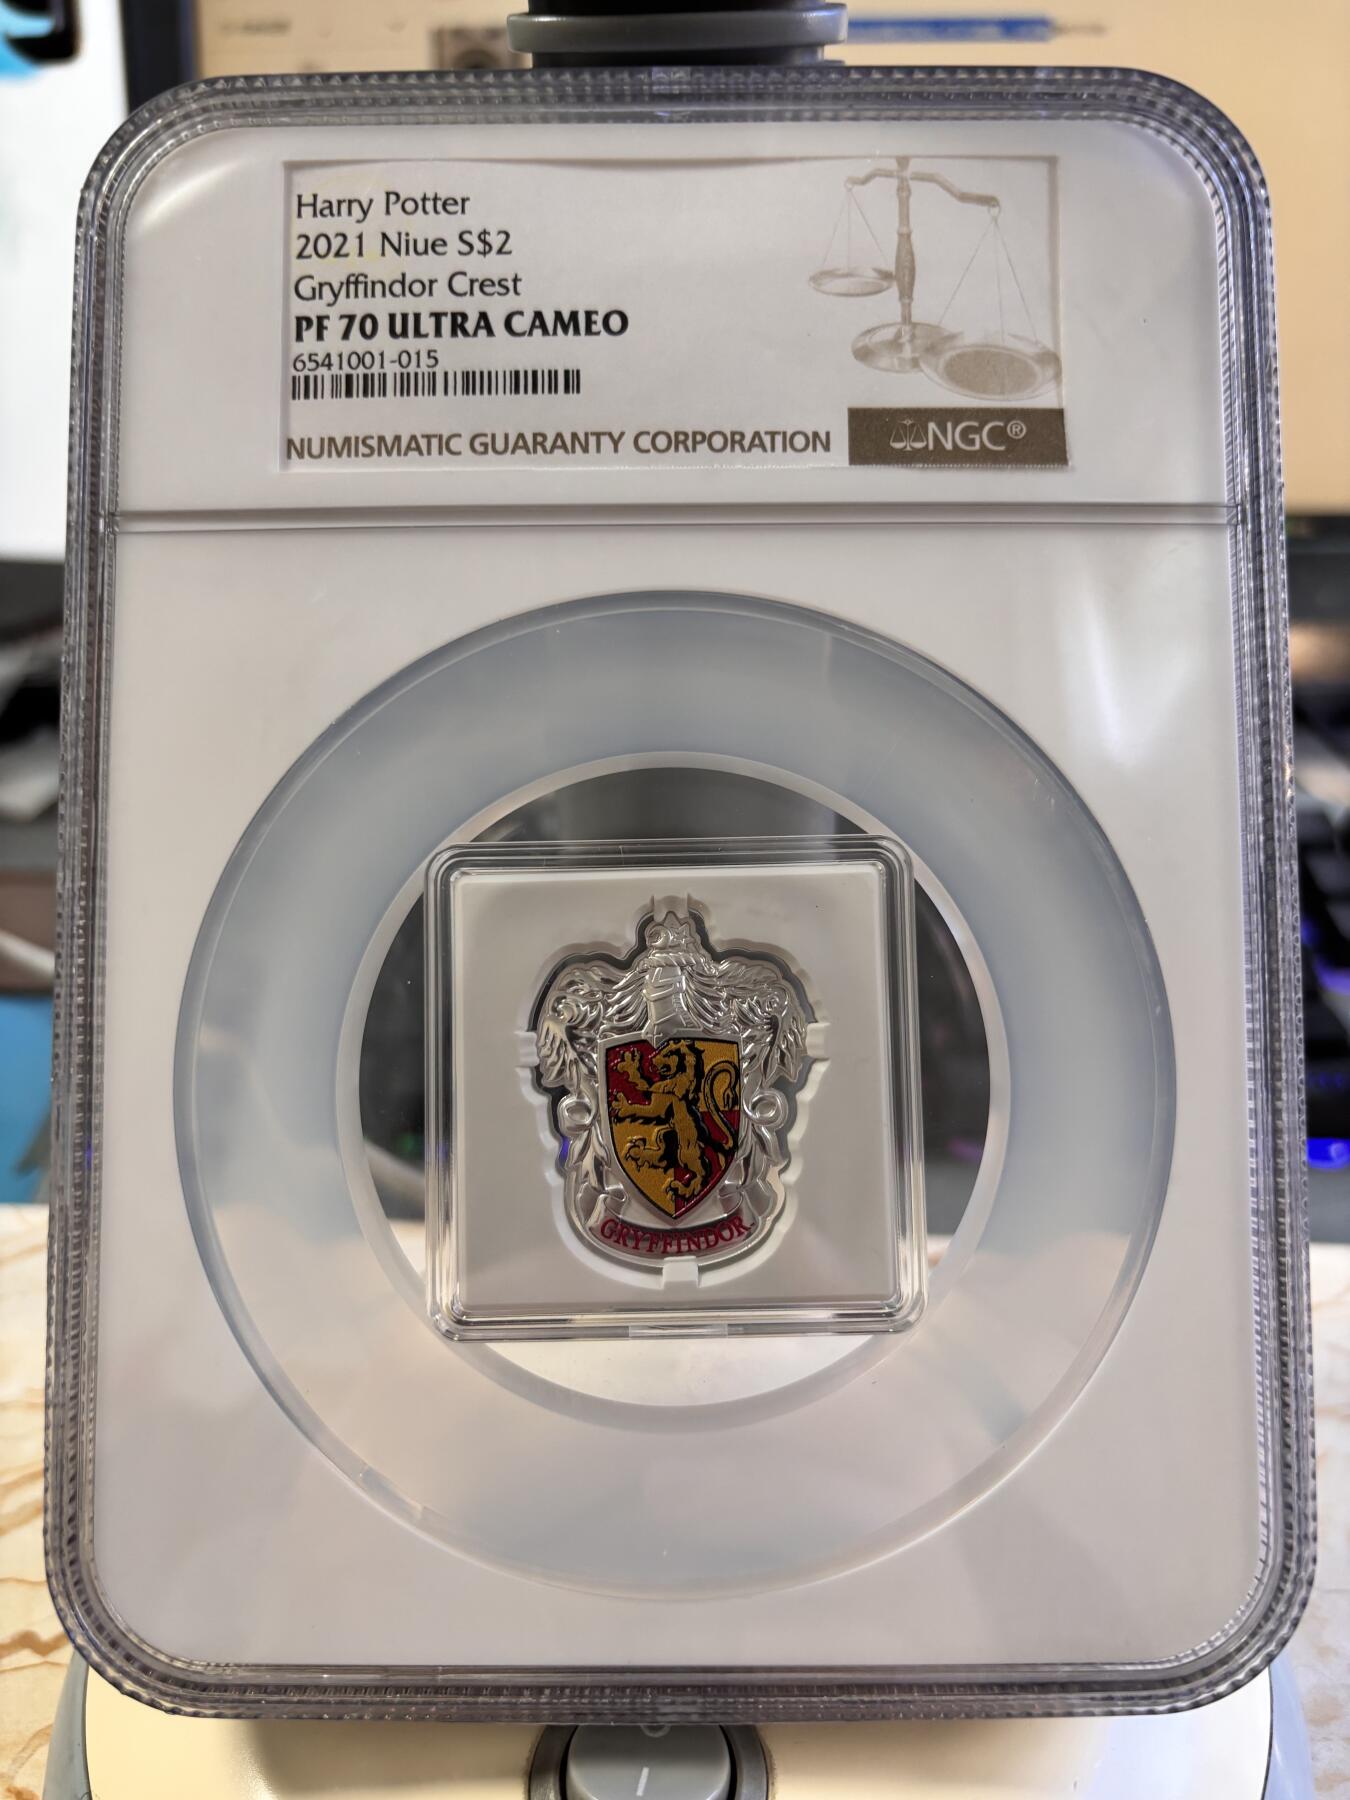 Harry Potter
2021 Niue S$2
Gryffindor Crest
PF 70 ULTRA CAMEO
6541001-015
NUMISMATIC GUARANTY CORPORATION
NGC®
GRYFFINDOR